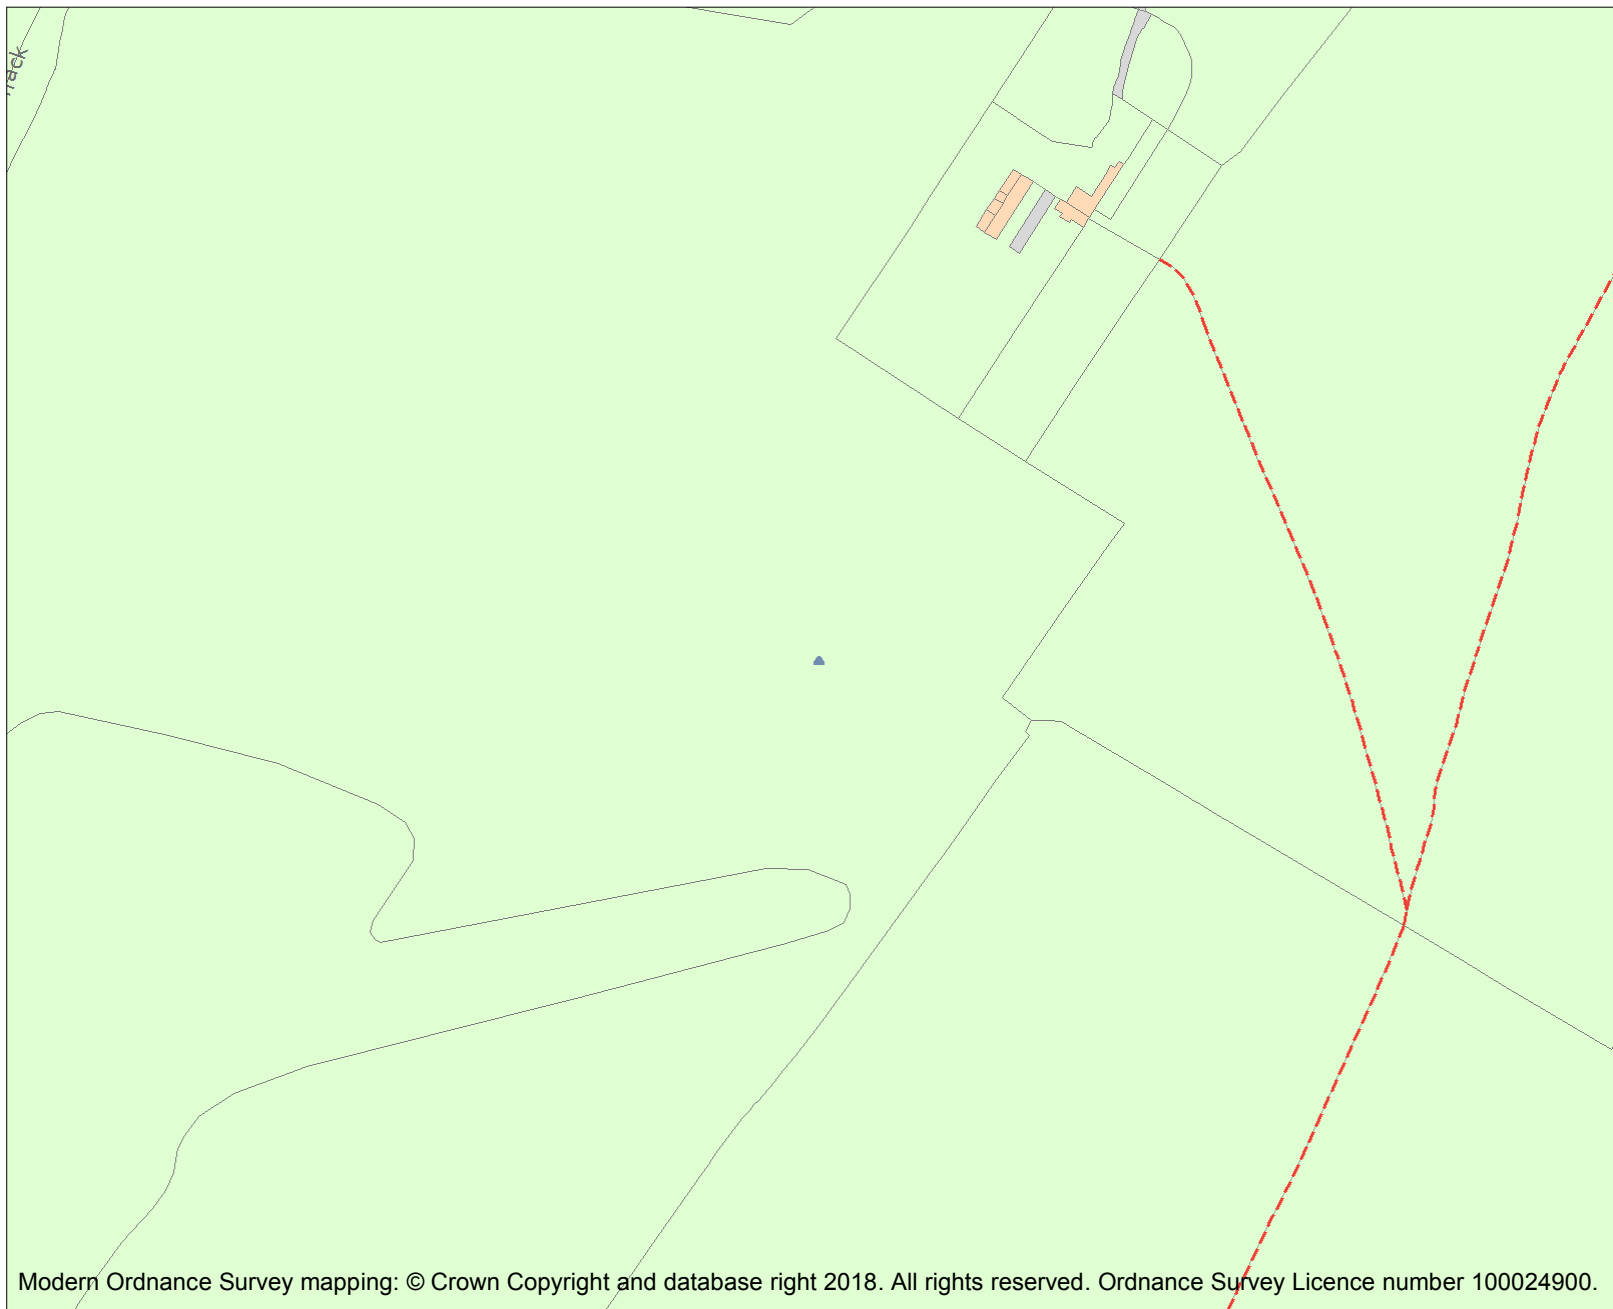 Modern Ordnance Survey mapping: © Crown Copyright and database right 2018. All rights reserved. Ordnance Survey Licence number 100024900.